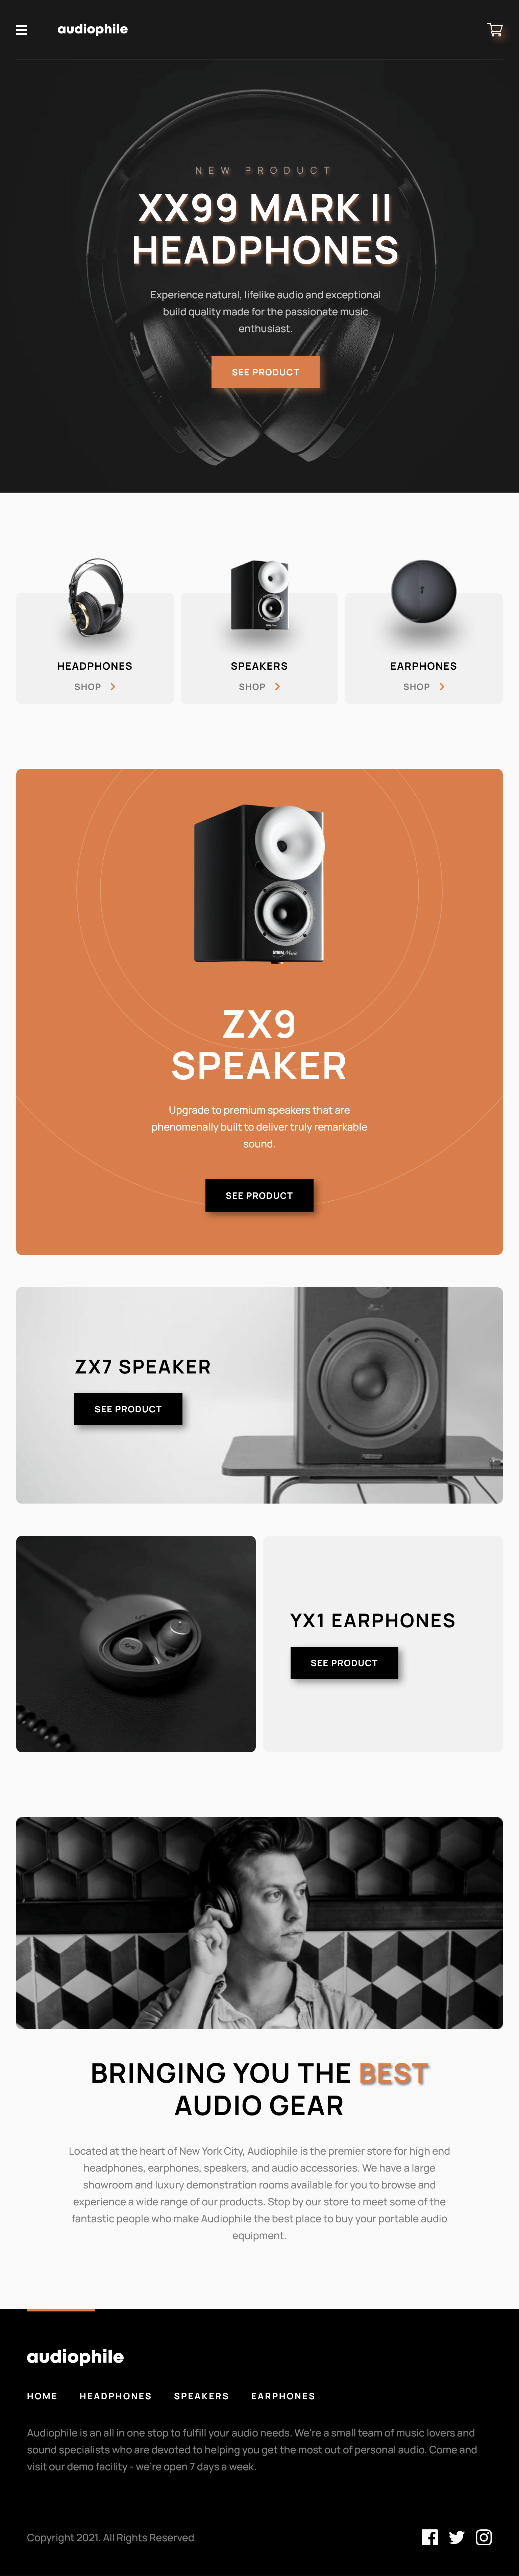 audiophile
NEW PRODUCT
XX99 MARK II
HEADPHONES
Experience natural, lifelike audio and exceptional
build quality made for the passionate music
enthusiast.
SEE PRODUCT
HEADPHONES
SHOP
SPEAKERS
SHOP
EARPHONES
SHOP
ZX9
SPEAKER
Upgrade to premium speakers that are
phenomenally built to deliver truly remarkable
sound.
SEE PRODUCT
ZX7 SPEAKER
SEE PRODUCT
YX1 EARPHONES
SEE PRODUCT
BRINGING YOU THE BEST
AUDIO GEAR
Located at the heart of New York City, Audiophile is the premier store for high end
headphones, earphones, speakers, and audio accessories. We have a large
showroom and luxury demonstration rooms available for you to browse and
experience a wide range of our products. Stop by our store to meet some of the
fantastic people who make Audiophile the best place to buy your portable audio
equipment.
audiophile
HOME HEADPHONES SPEAKERS EARPHONES
Audiophile is an all in one stop to fulfill your audio needs. We're a small team of music lovers and
sound specialists who are devoted to helping you get the most out of personal audio. Come and
visit our demo facility - we're open 7 days a week.
Copyright 2021. All Rights Reserved